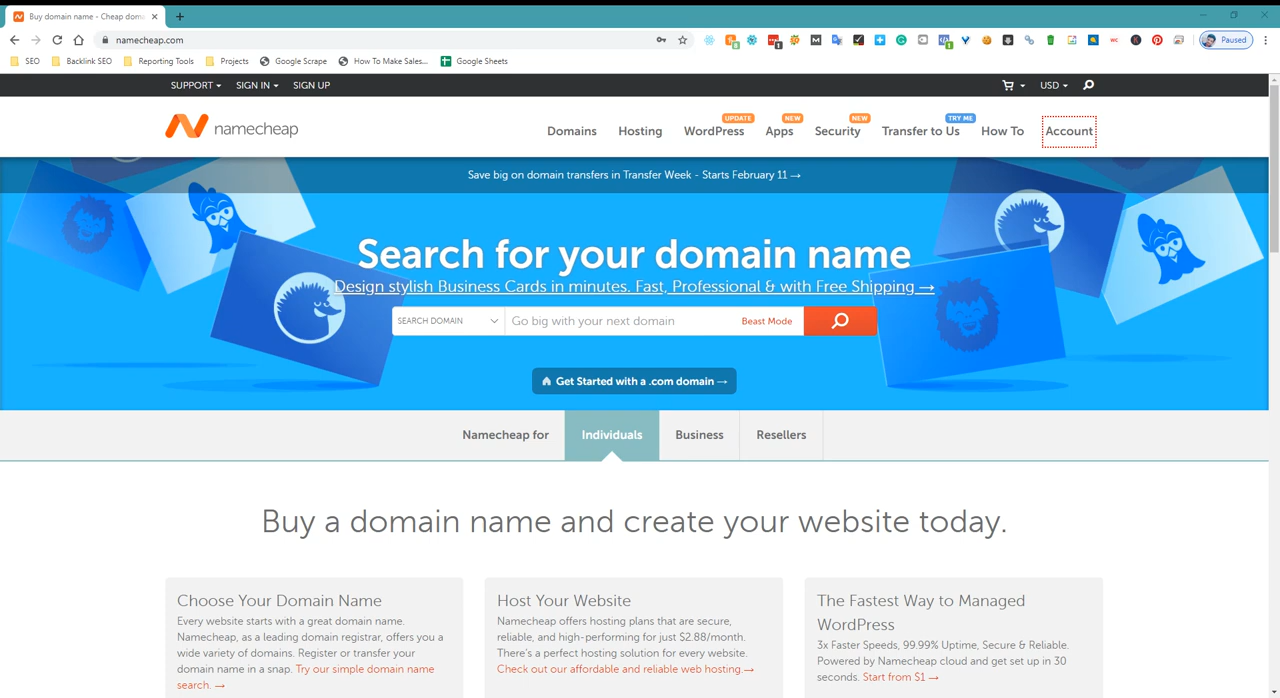 Buy domain name - Cheap dom
namecheap.com
Paused
SEO Backlink SEO Reporting Tools Projects Google Scrape How To Make Sales... Google Sheets
SUPPORT SIGN IN SIGN UP USD
namecheap
UPDATE NEW NEW TRY ME
Domains Hosting WordPress Apps Security Transfer to Us How To Account
Save big on domain transfers in Transfer Week - Starts February 11 →
Search for your domain name
Design stylish Business Cards in minutes. Fast, Professional & with Free Shipping →
SEARCH DOMAIN Go big with your next domain Beast Mode
Get Started with a .com domain →
Namecheap for Individuals Business Resellers
Buy a domain name and create your website today.
Choose Your Domain Name
Every website starts with a great domain name.
Namecheap, as a leading domain registrar, offers you a
wide variety of domains. Register or transfer your
domain name in a snap. Try our simple domain name
search. →
Host Your Website
Namecheap offers hosting plans that are secure,
reliable, and high-performing for just $2.88/month.
There's a perfect hosting solution for every website.
Check out our affordable and reliable web hosting.→
The Fastest Way to Managed
WordPress
3x Faster Speeds, 99.99% Uptime, Secure & Reliable.
Powered by Namecheap cloud and get set up in 30
seconds. Start from $1 →